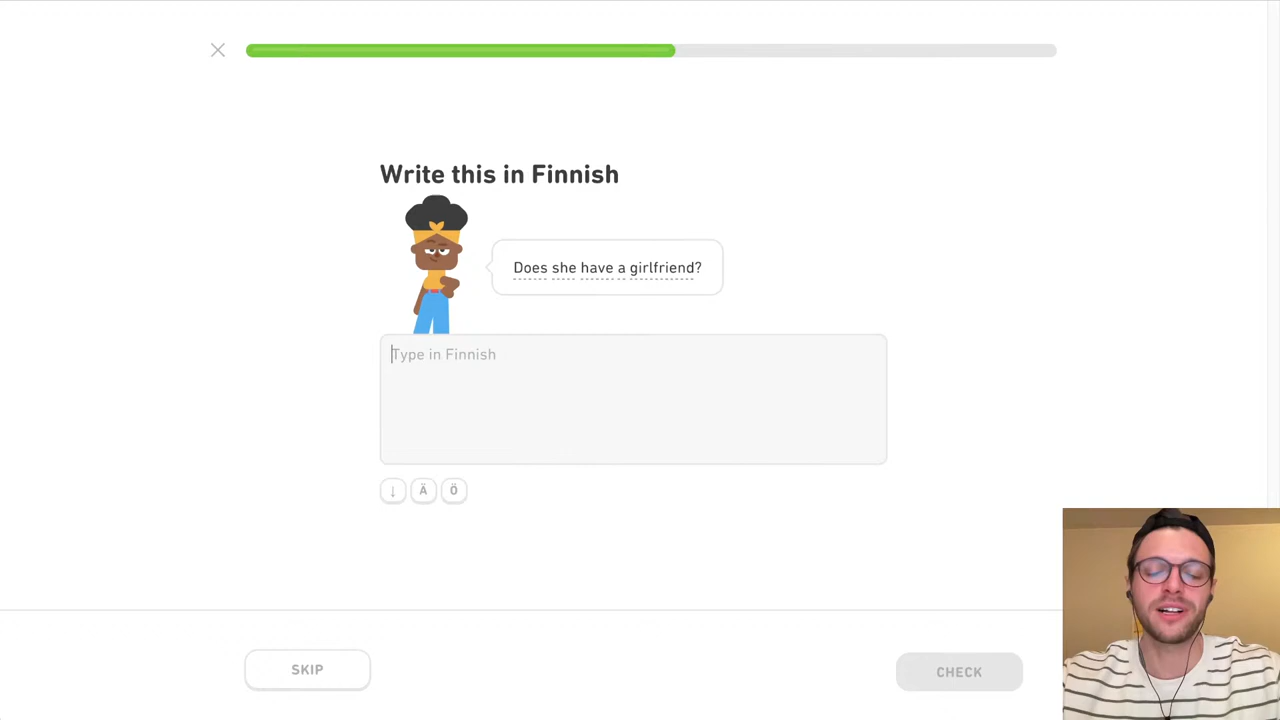 Write this in Finnish
Does she have a girlfriend?
Type in Finnish
↓ Ä Ö
SKIP
CHECK